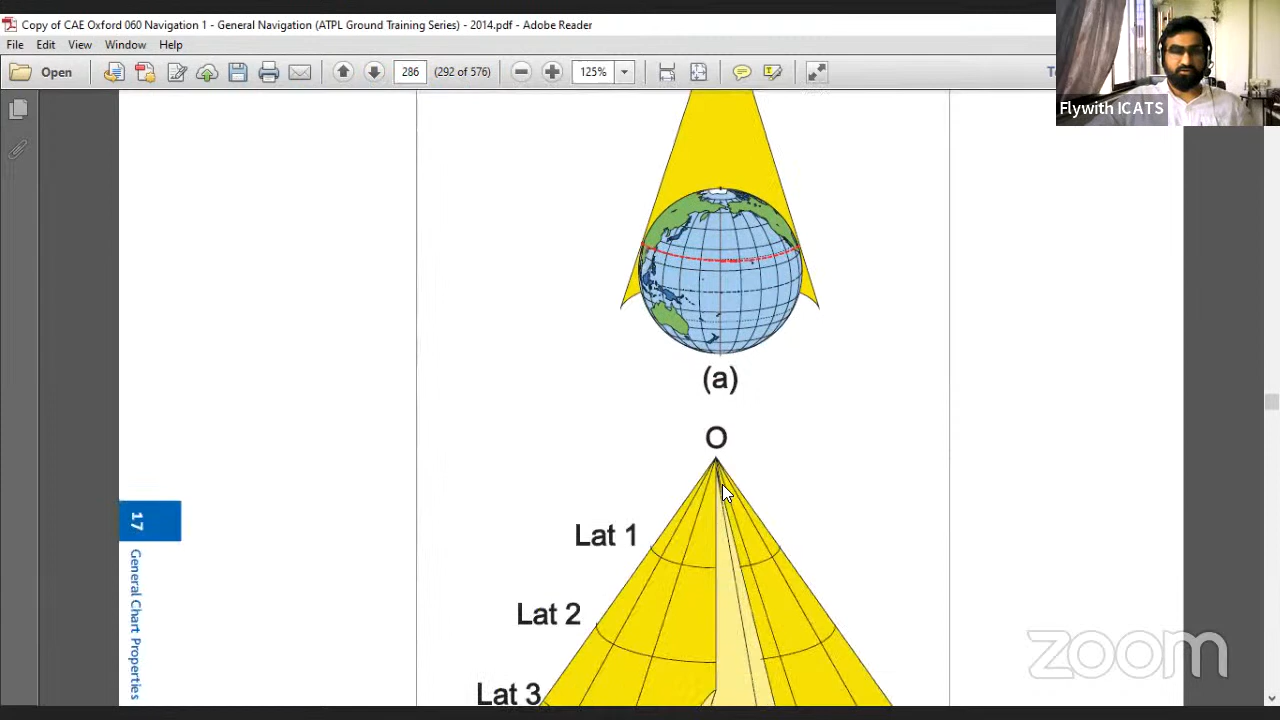 Copy of CAE Oxford 060 Navigation 1 - General Navigation (ATPL Ground Training Series) - 2014.pdf - Adobe Reader
File Edit View Window Help
Open 286 (292 of 576) 125%
Flywith ICATS
(a)
O
Lat 1
17
Lat 2
General Chart Properties
zoom
Lat 3